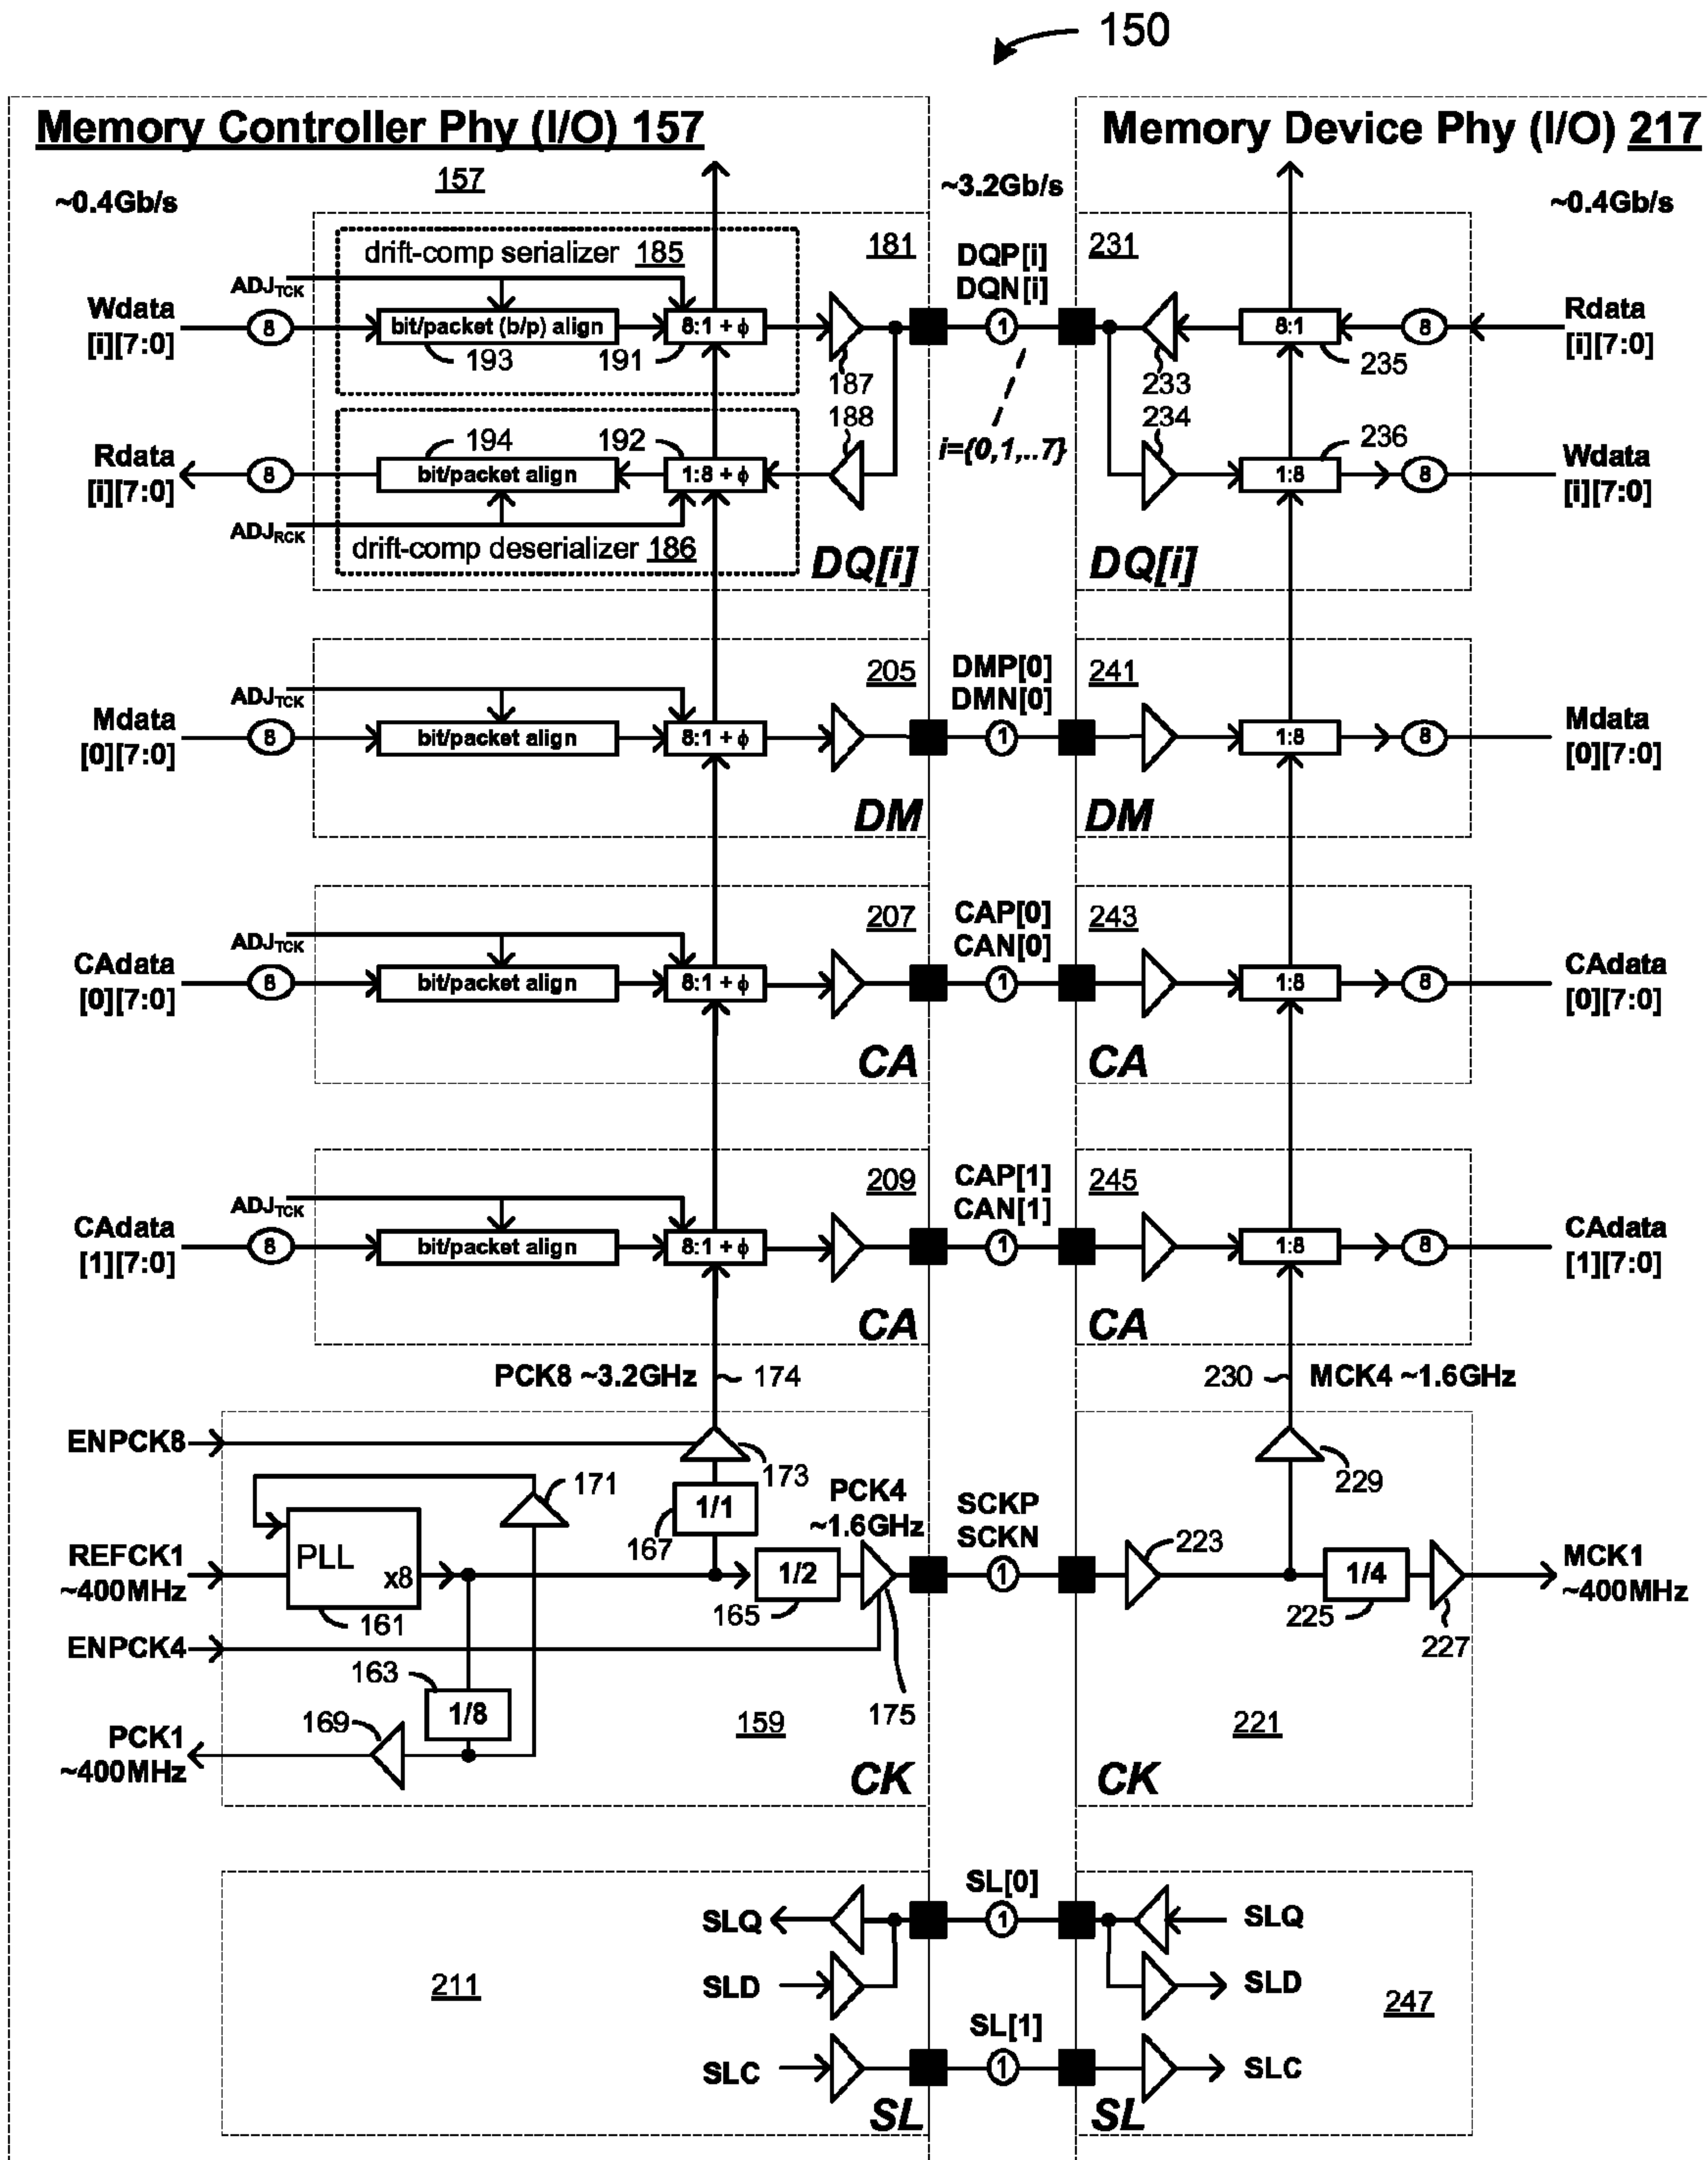 150
Memory Controller Phy (I/O) 157
Memory Device Phy (I/O) 217
~0.4Gb/s
157
~3.2Gb/s
~0.4Gb/s
drift-comp serializer 185
181
DQP[i]
DQN[i]
231
ADJTCK
Wdata
[i][7:0]
8
bit/packet (b/p) align
8:1 + ϕ
1
8:1
8
Rdata
[i][7:0]
193
191
187
233
235
188
234
i={0,1,..7}
194
192
236
Rdata
[i][7:0]
8
bit/packet align
1:8 + ϕ
1:8
8
Wdata
[i][7:0]
ADJRCK
drift-comp deserializer 186
DQ[i]
DQ[i]
205
DMP[0]
DMN[0]
241
ADJTCK
Mdata
[0][7:0]
8
bit/packet align
8:1 + ϕ
1
1:8
8
Mdata
[0][7:0]
DM
DM
207
CAP[0]
CAN[0]
243
ADJTCK
CAdata
[0][7:0]
8
bit/packet align
8:1 + ϕ
1
1:8
8
CAdata
[0][7:0]
CA
CA
209
CAP[1]
CAN[1]
245
ADJTCK
CAdata
[1][7:0]
8
bit/packet align
8:1 + ϕ
1
1:8
8
CAdata
[1][7:0]
CA
CA
PCK8 ~3.2GHz
174
230
MCK4 ~1.6GHz
ENPCK8
173
229
171
1/1
167
PCK4
~1.6GHz
SCKP
SCKN
223
REFCK1
~400MHz
PLL
x8
161
1/2
165
1
1/4
225
227
MCK1
~400MHz
ENPCK4
163
1/8
175
169
159
221
PCK1
~400MHz
CK
CK
SL[0]
SLQ
1
SLQ
SLD
SLD
211
247
SL[1]
SLC
1
SLC
SL
SL